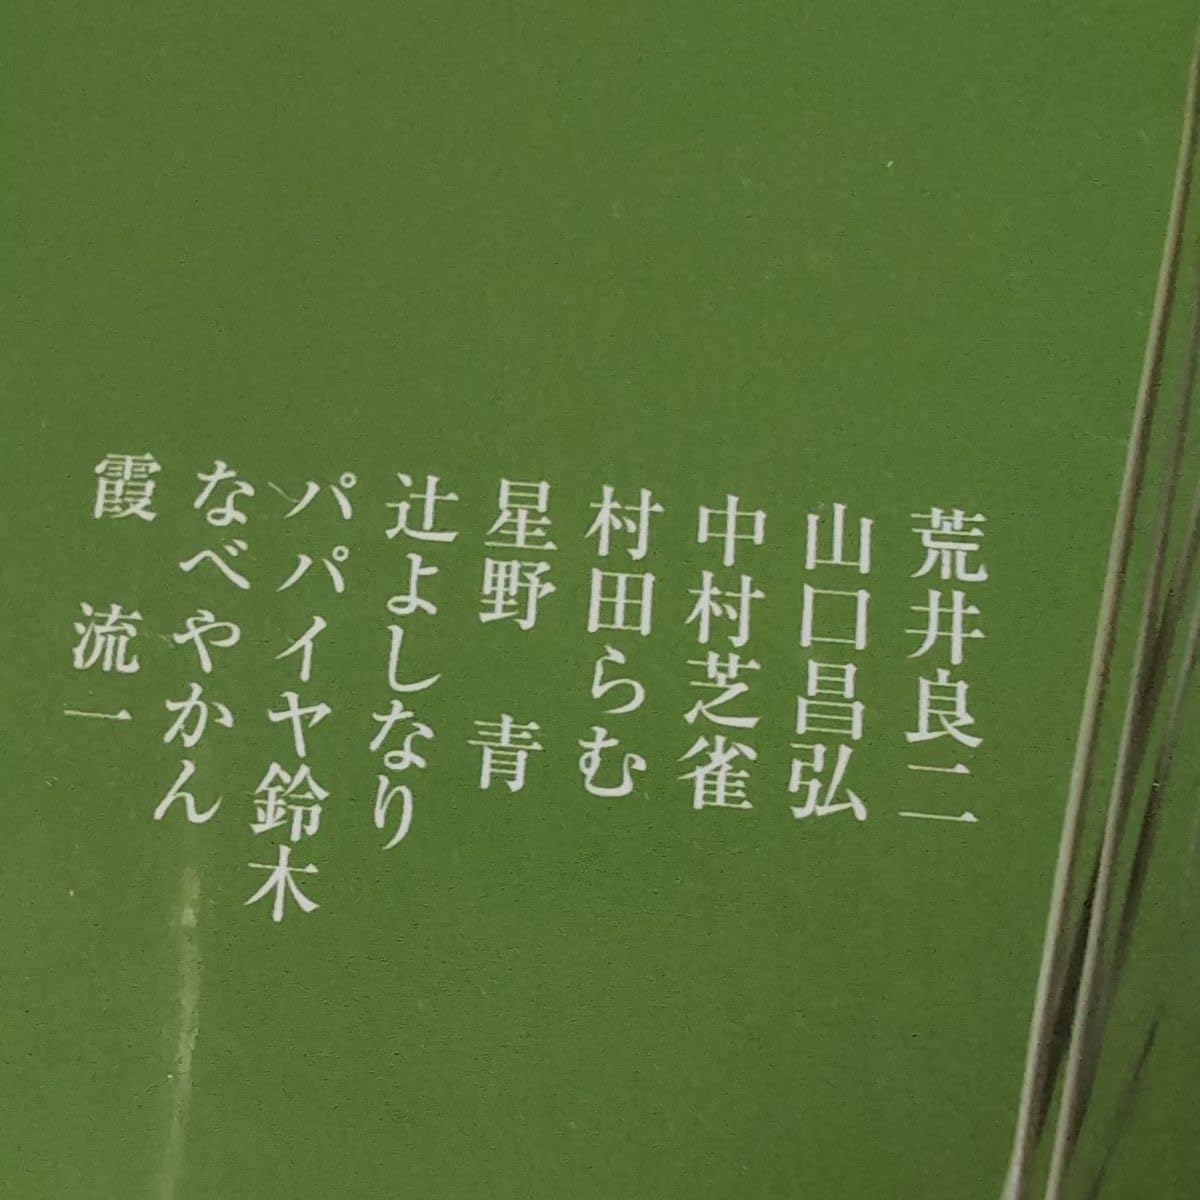 荒井良二
山口昌弘
中村芝雀
村田らむ
星野 青
辻よしなり
パパイヤ鈴木
なべやかん
霞 流一